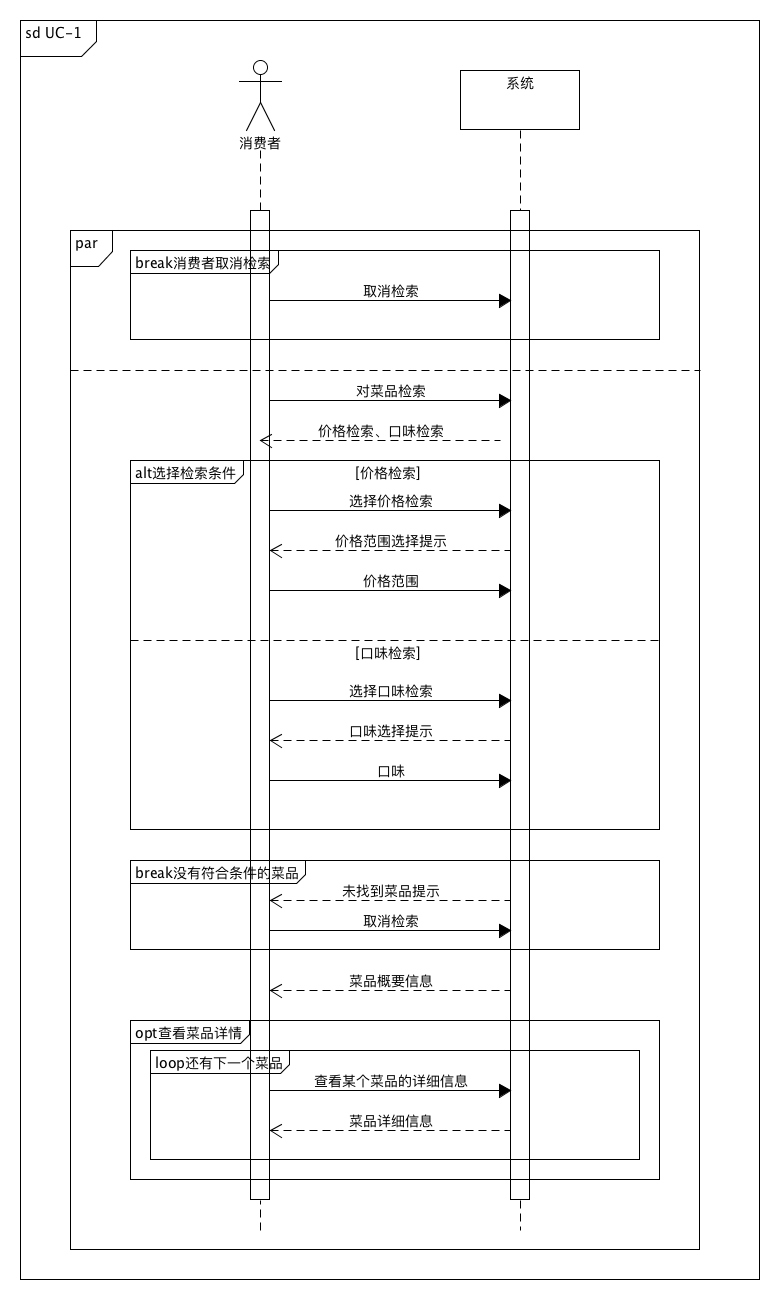 sd UC-1
消费者
系统
par
break消费者取消检索
取消检索
对菜品检索
价格检索、口味检索
alt选择检索条件
[价格检索]
选择价格检索
价格范围选择提示
价格范围
[口味检索]
选择口味检索
口味选择提示
口味
break没有符合条件的菜品
未找到菜品提示
取消检索
菜品概要信息
opt查看菜品详情
loop还有下一个菜品
查看某个菜品的详细信息
菜品详细信息